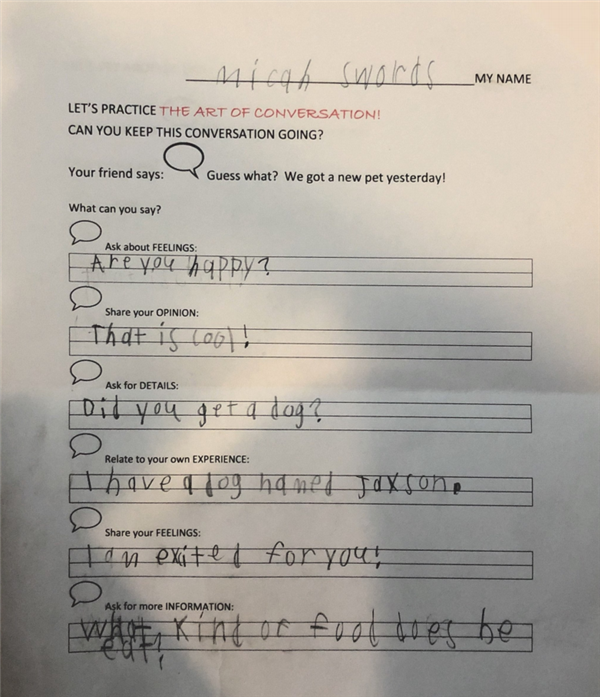 micah swords MY NAME
LET'S PRACTICE THE ART OF CONVERSATION!
CAN YOU KEEP THIS CONVERSATION GOING?
Your friend says: Guess what? We got a new pet yesterday!
What can you say?
Ask about FEELINGS:
Are you happy?
Share your OPINION:
That is cool!
Ask for DETAILS:
Did you get a dog?
Relate to your own EXPERIENCE:
I have a dog named Jaxson.
Share your FEELINGS:
I am exited for you!
Ask for more INFORMATION:
What kind of food does he
eat?